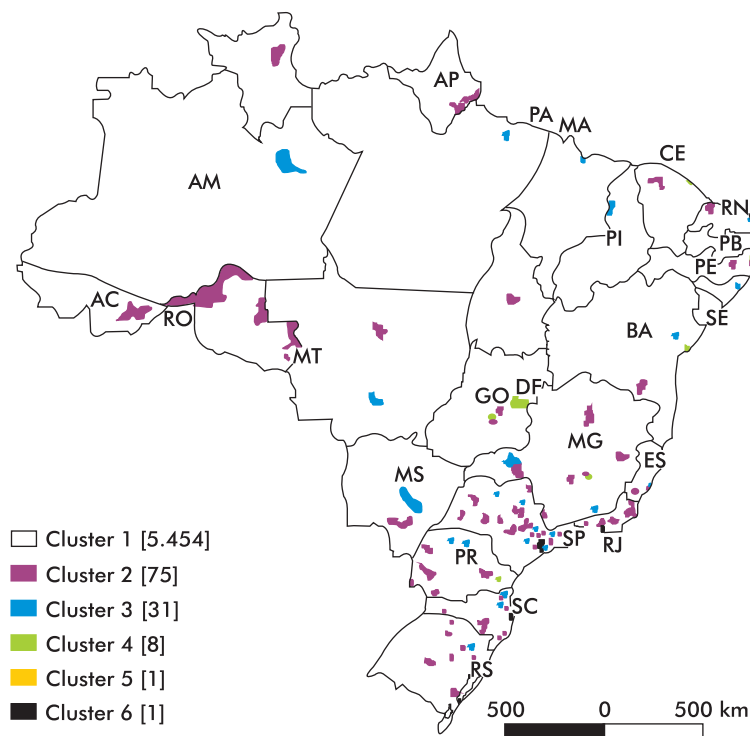 AP
PA
MA
CE
AM
RN
PI
PB
PE
AC
RO
SE
BA
MT
GO
DF
MG
ES
MS
SP
RJ
PR
SC
RS
Cluster 1 [5.454]
Cluster 2 [75]
Cluster 3 [31]
Cluster 4 [8]
Cluster 5 [1]
Cluster 6 [1]
500 0 500 km